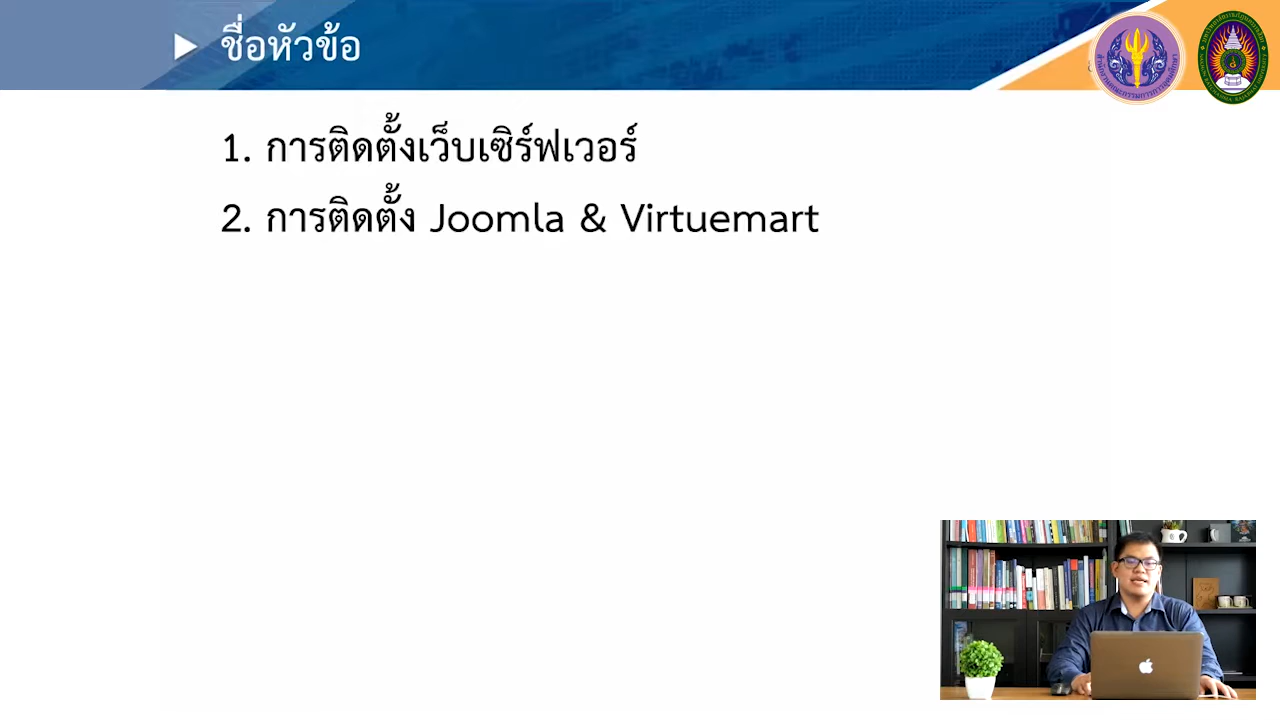 ชื่อหัวข้อ
1. การติดตั้งเว็บเซิร์ฟเวอร์
2. การติดตั้ง Joomla & Virtuemart